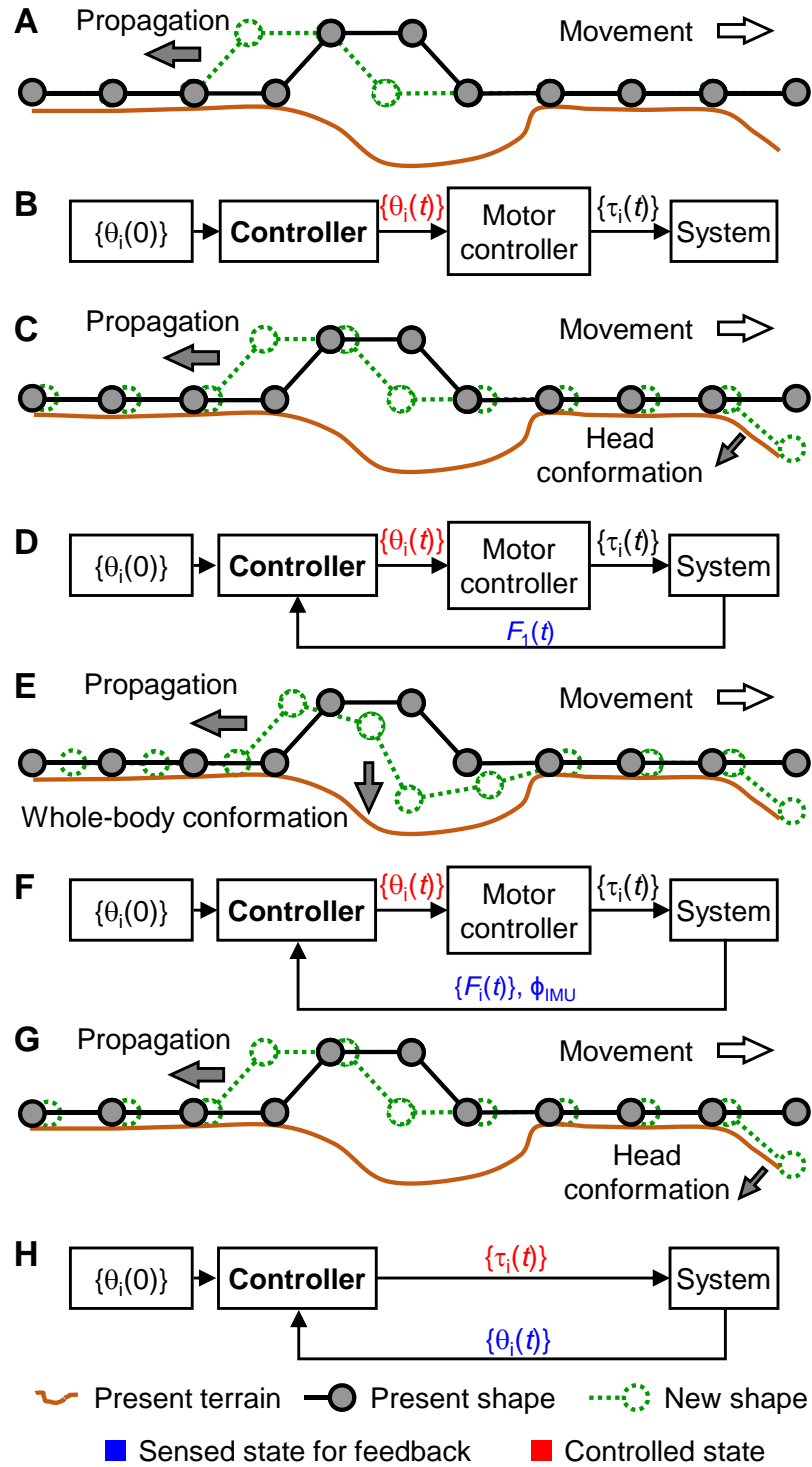 A
Propagation
Movement
B
{θi(0)}
Controller
{θi(t)}
Motor
controller
{τi(t)}
System
C
Propagation
Movement
Head
conformation
D
{θi(0)}
Controller
{θi(t)}
Motor
controller
{τi(t)}
System
F1(t)
E
Propagation
Movement
Whole-body conformation
F
{θi(0)}
Controller
{θi(t)}
Motor
controller
{τi(t)}
System
{Fi(t)}, ϕIMU
G
Propagation
Movement
Head
conformation
H
{θi(0)}
Controller
{τi(t)}
System
{θi(t)}
Present terrain
Present shape
New shape
Sensed state for feedback
Controlled state